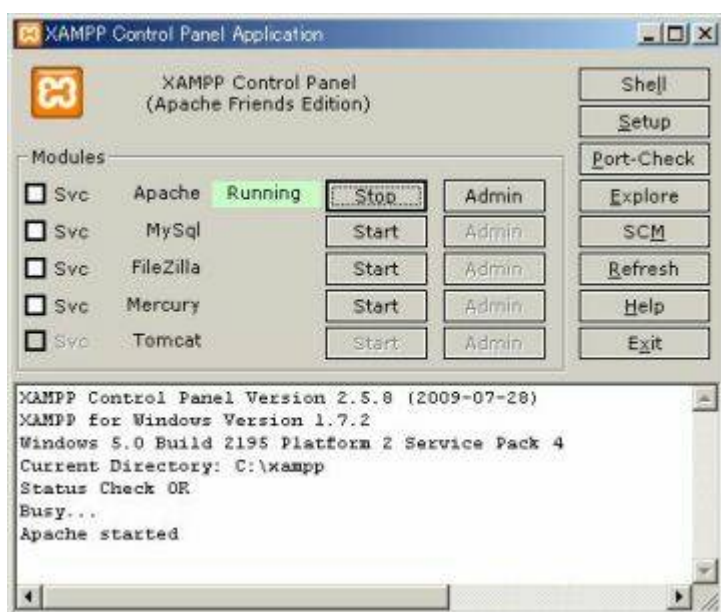 XAMPP Control Panel Application
XAMPP Control Panel
(Apache Friends Edition)
Shell
Setup
Port-Check
Explore
SCM
Refresh
Help
Exit
Modules
Svc Apache Running Stop Admin
Svc MySql Start Admin
Svc FileZilla Start Admin
Svc Mercury Start Admin
Svc Tomcat Start Admin
XAMPP Control Panel Version 2.5.8 (2009-07-28)
XAMPP for Windows Version 1.7.2
Windows 5.0 Build 2195 Platform 2 Service Pack 4
Current Directory: C:\xampp
Status Check OK
Busy...
Apache started